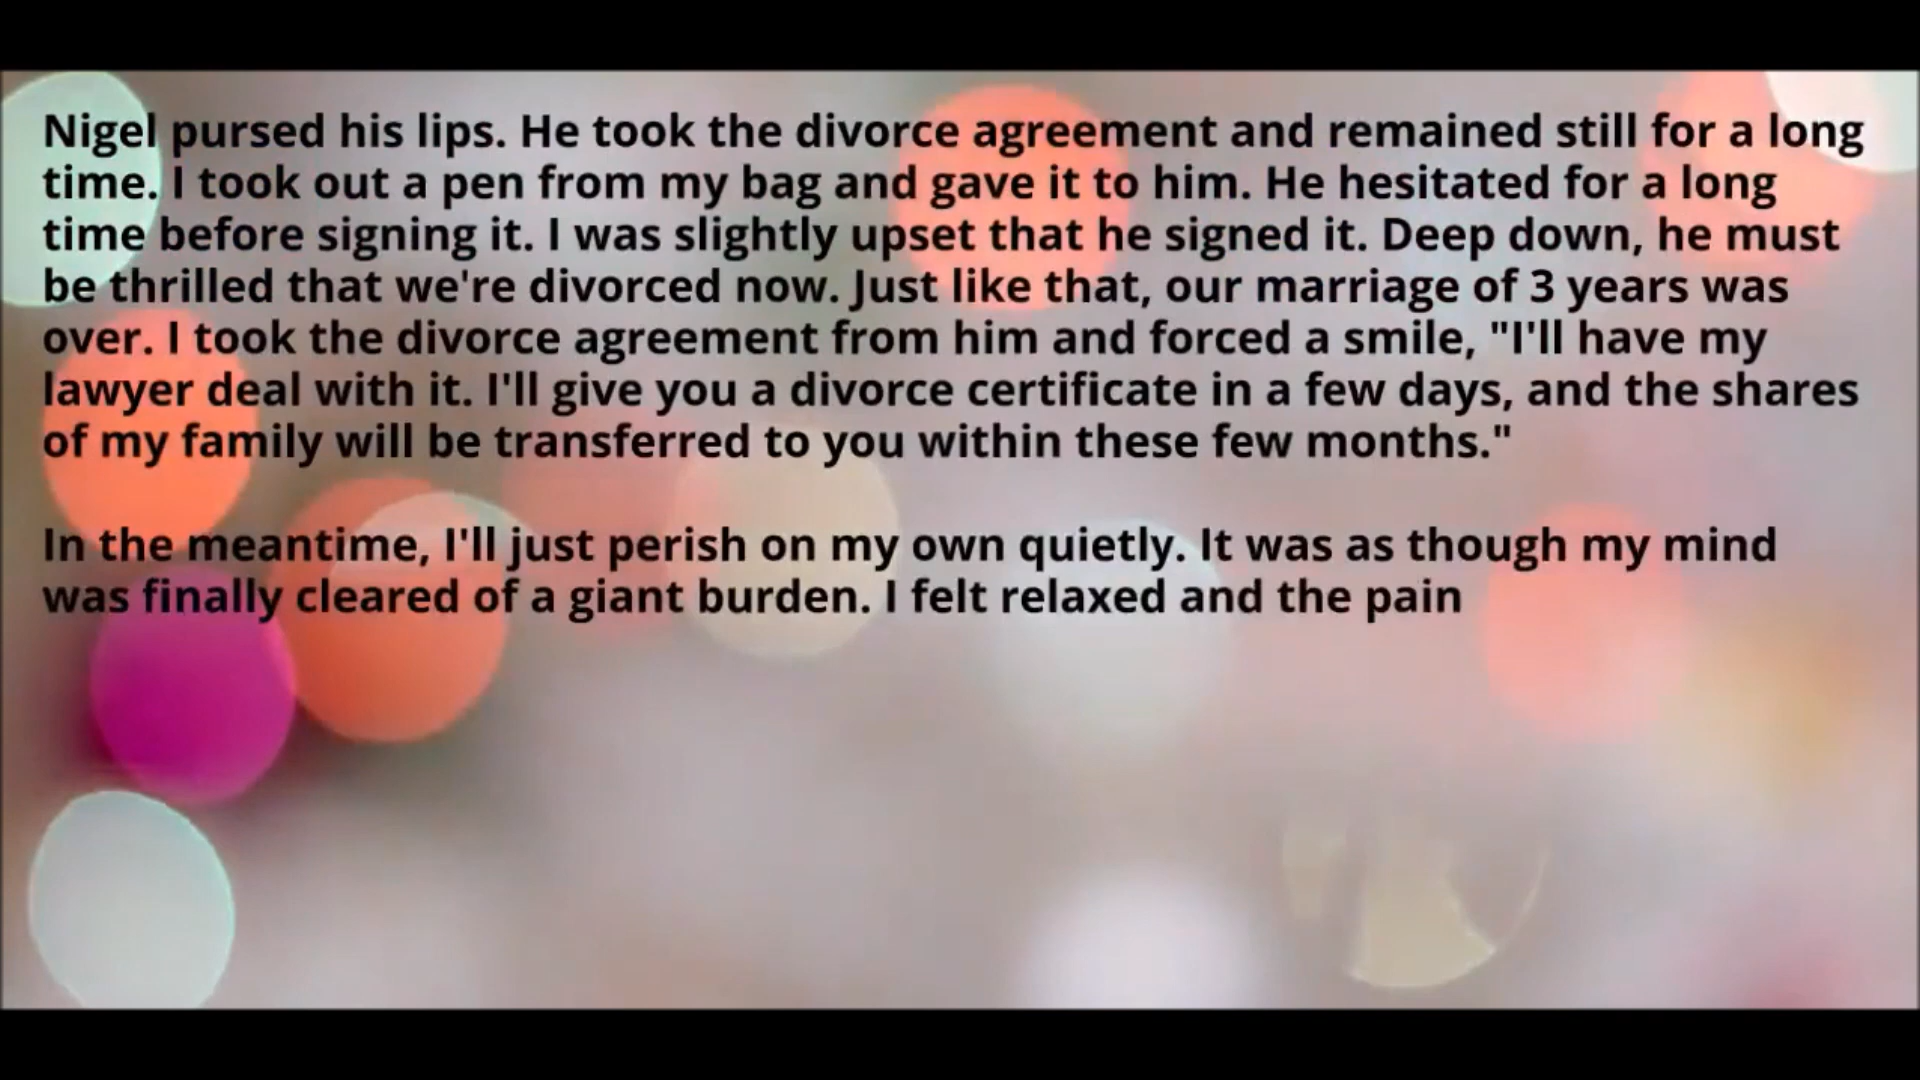 Nigel pursed his lips. He took the divorce agreement and remained still for a long
time. I took out a pen from my bag and gave it to him. He hesitated for a long
time before signing it. I was slightly upset that he signed it. Deep down, he must
be thrilled that we're divorced now. Just like that, our marriage of 3 years was
over. I took the divorce agreement from him and forced a smile, "I'll have my
lawyer deal with it. I'll give you a divorce certificate in a few days, and the shares
of my family will be transferred to you within these few months."
In the meantime, I'll just perish on my own quietly. It was as though my mind
was finally cleared of a giant burden. I felt relaxed and the pain